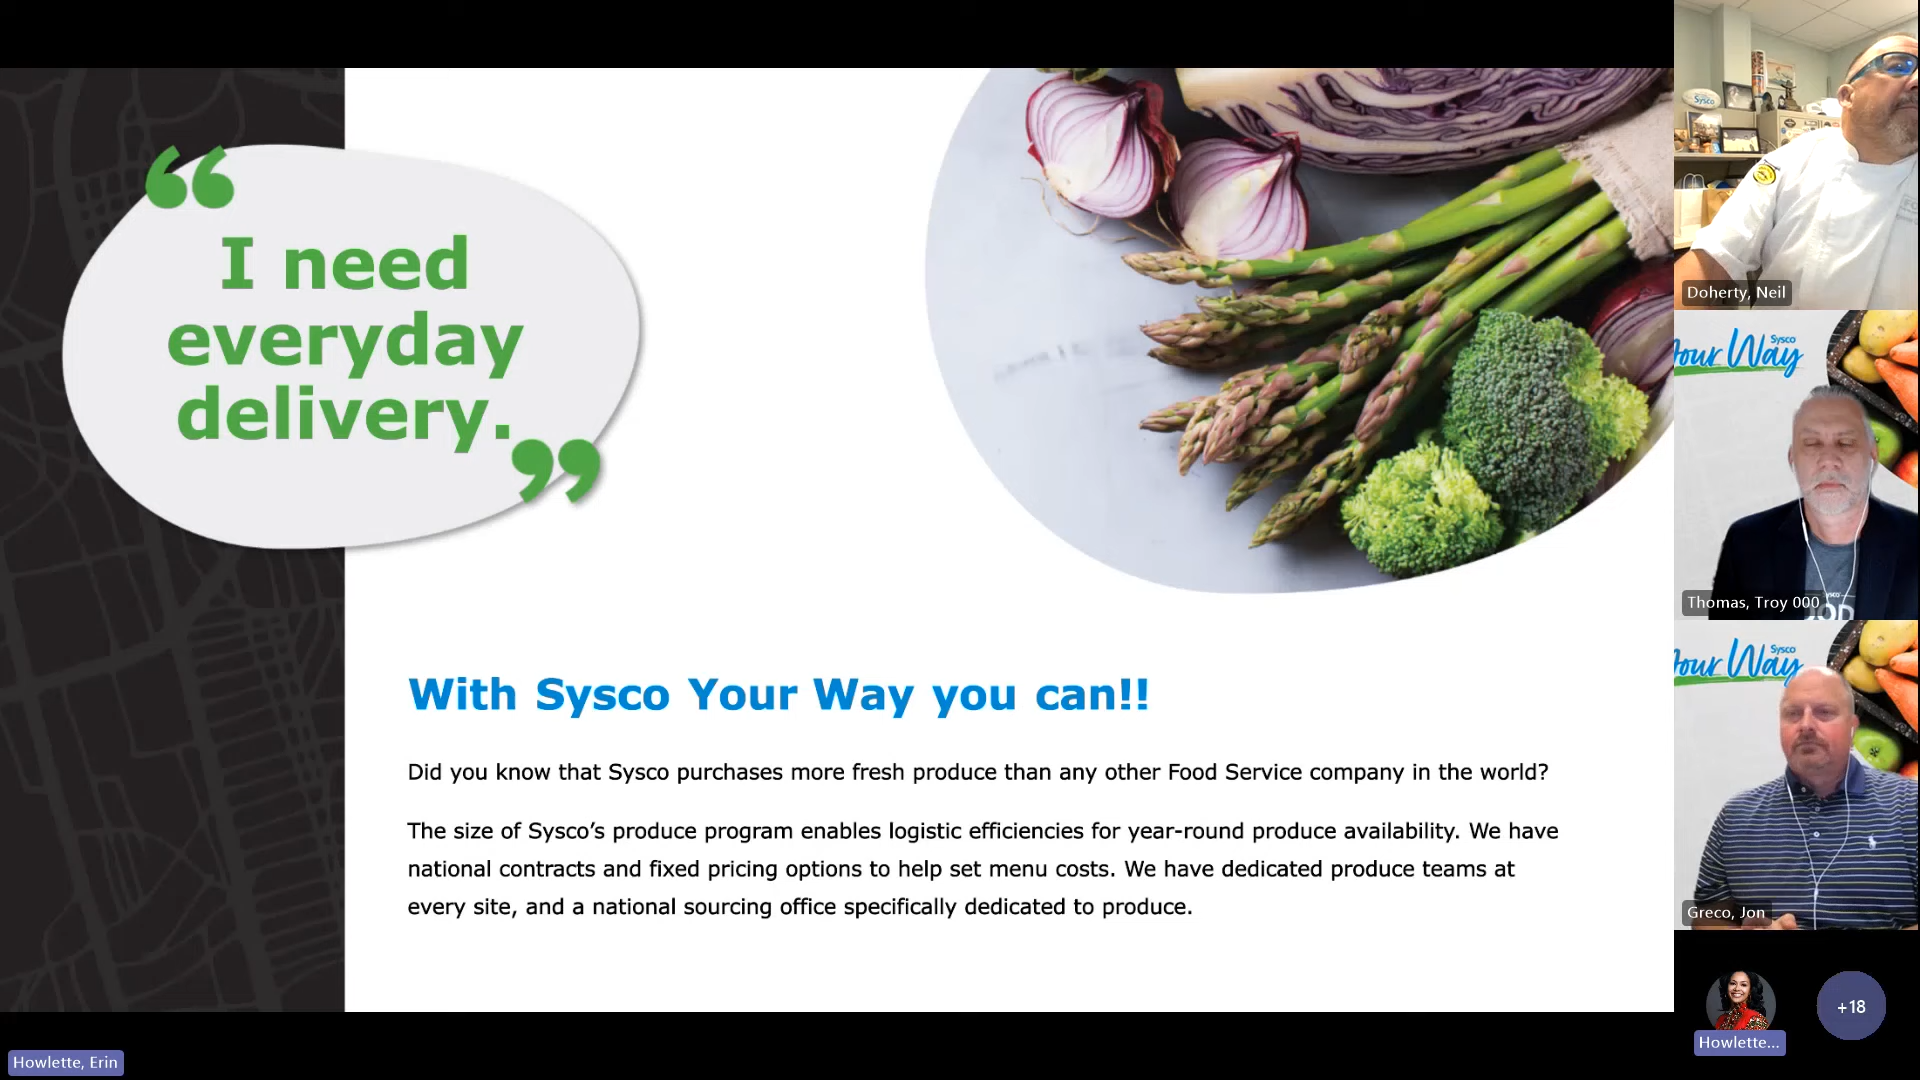 “
I need
everyday
delivery.
”
With Sysco Your Way you can!!
Did you know that Sysco purchases more fresh produce than any other Food Service company in the world?
The size of Sysco’s produce program enables logistic efficiencies for year-round produce availability. We have
national contracts and fixed pricing options to help set menu costs. We have dedicated produce teams at
every site, and a national sourcing office specifically dedicated to produce.
Howlette, Erin
Sysco
Doherty, Neil
Sysco
Your Way
Thomas, Troy 000
Sysco
Your Way
Greco, Jon
Howlette...
+18